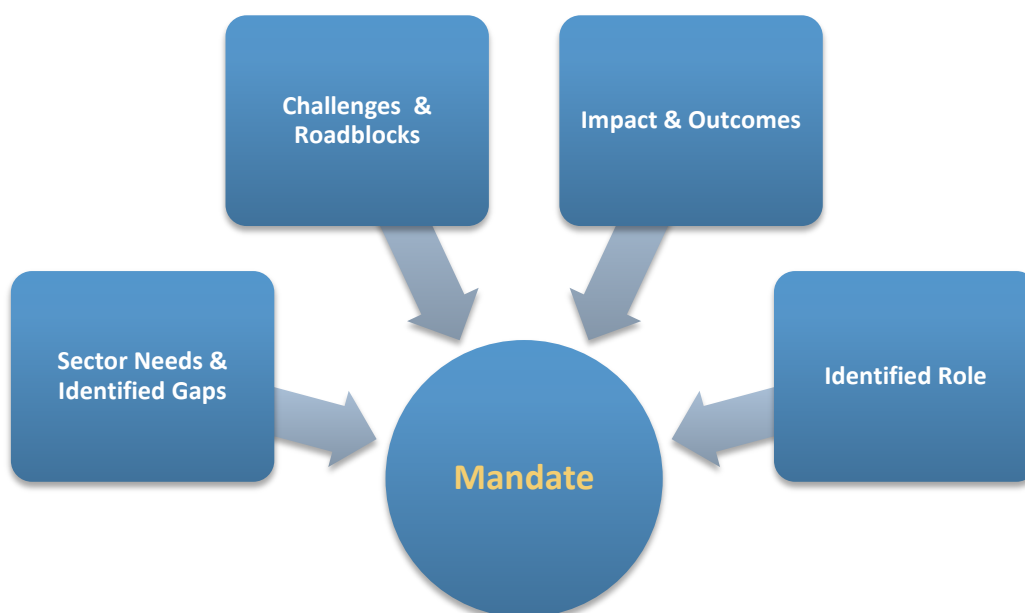 Challenges &
Roadblocks
Impact & Outcomes
Sector Needs &
Identified Gaps
Identified Role
Mandate